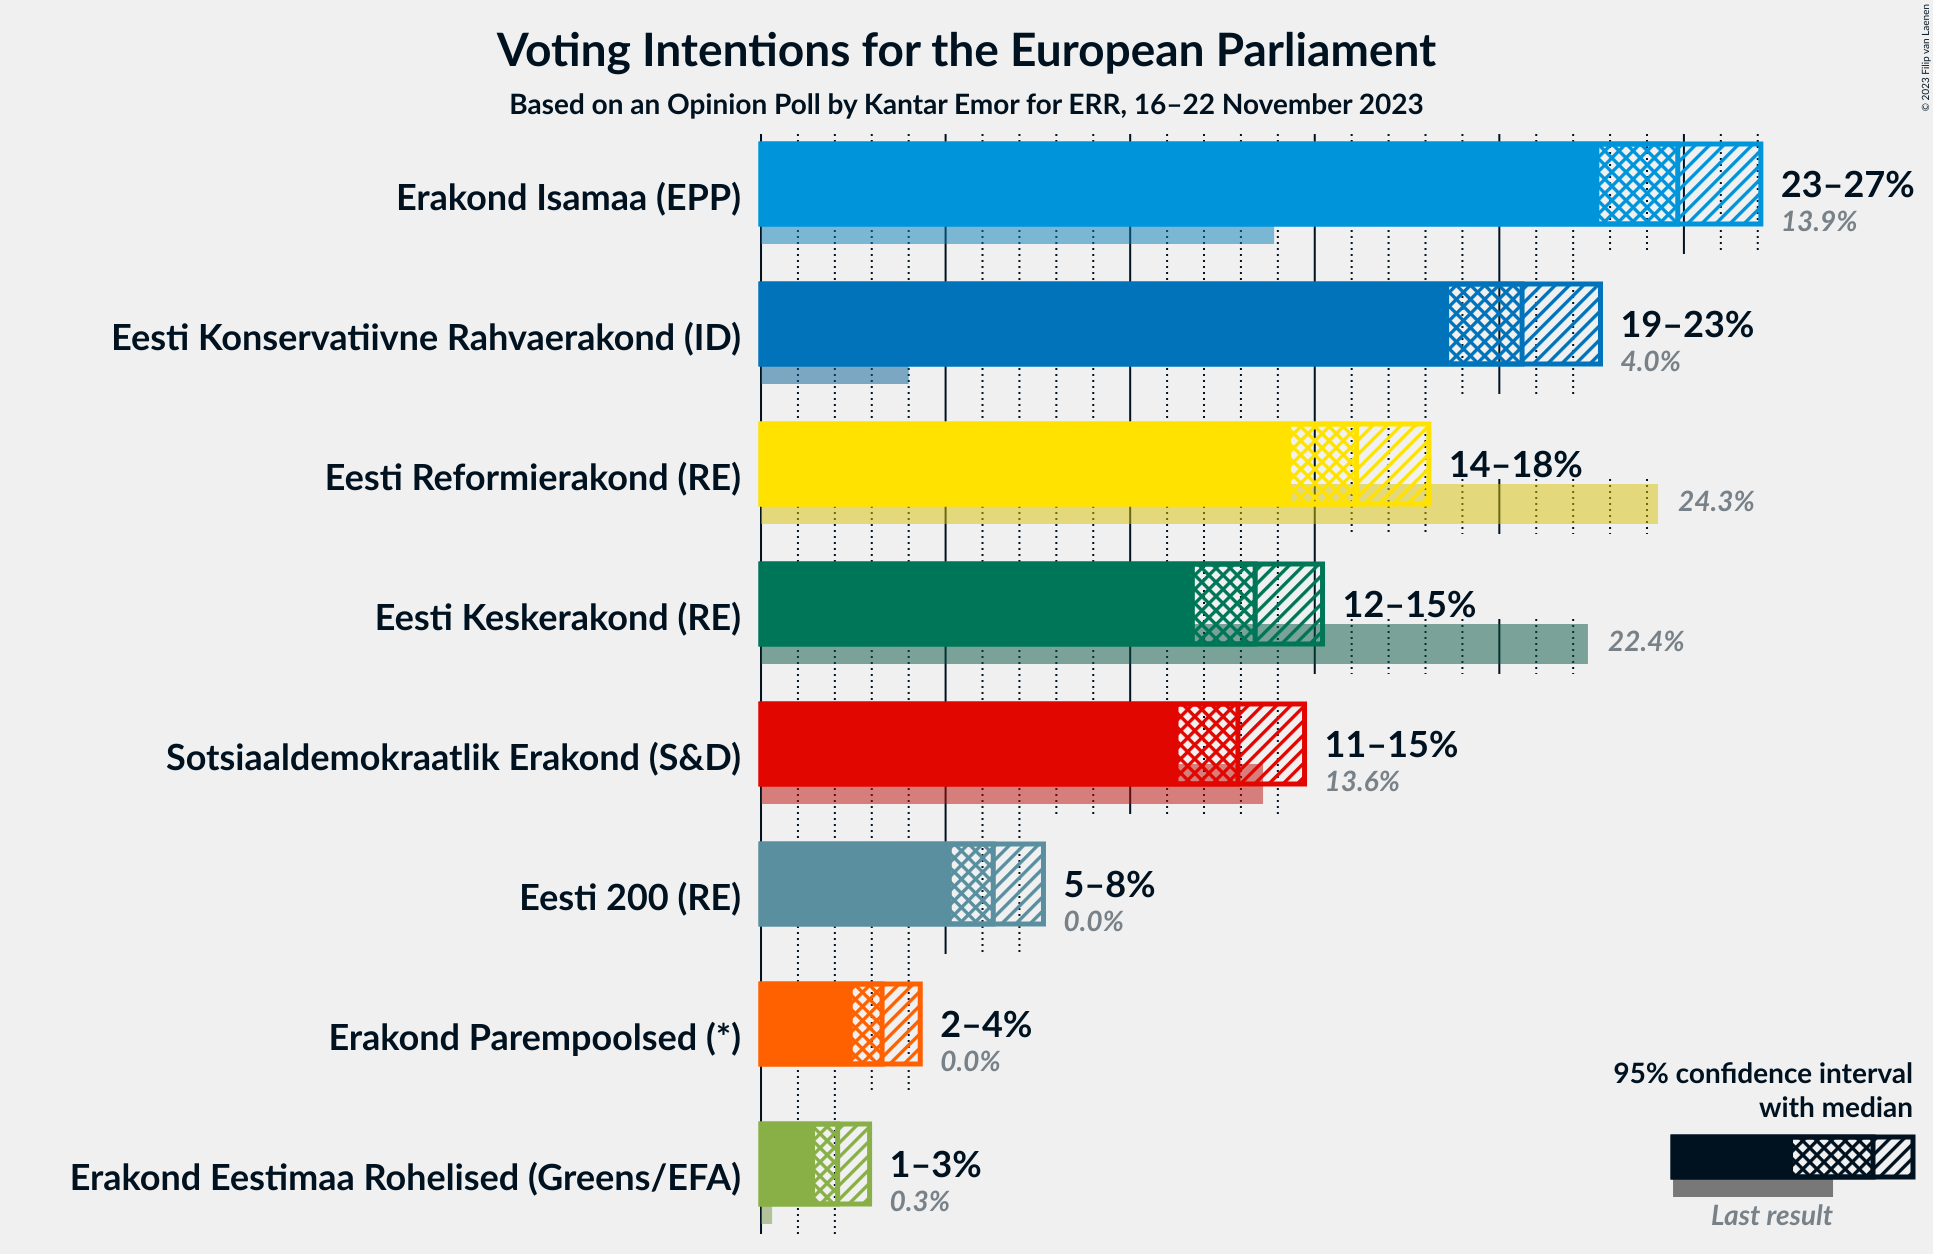 Voting Intentions for the European Parliament
Based on an Opinion Poll by Kantar Emor for ERR, 16–22 November 2023
© 2023 Filip van Laenen
Erakond Isamaa (EPP)
23–27%
13.9%
Eesti Konservatiivne Rahvaerakond (ID)
19–23%
4.0%
Eesti Reformierakond (RE)
14–18%
24.3%
Eesti Keskerakond (RE)
12–15%
22.4%
Sotsiaaldemokraatlik Erakond (S&D)
11–15%
13.6%
Eesti 200 (RE)
5–8%
0.0%
Erakond Parempoolsed (*)
2–4%
0.0%
Erakond Eestimaa Rohelised (Greens/EFA)
1–3%
0.3%
95% confidence interval
with median
Last result